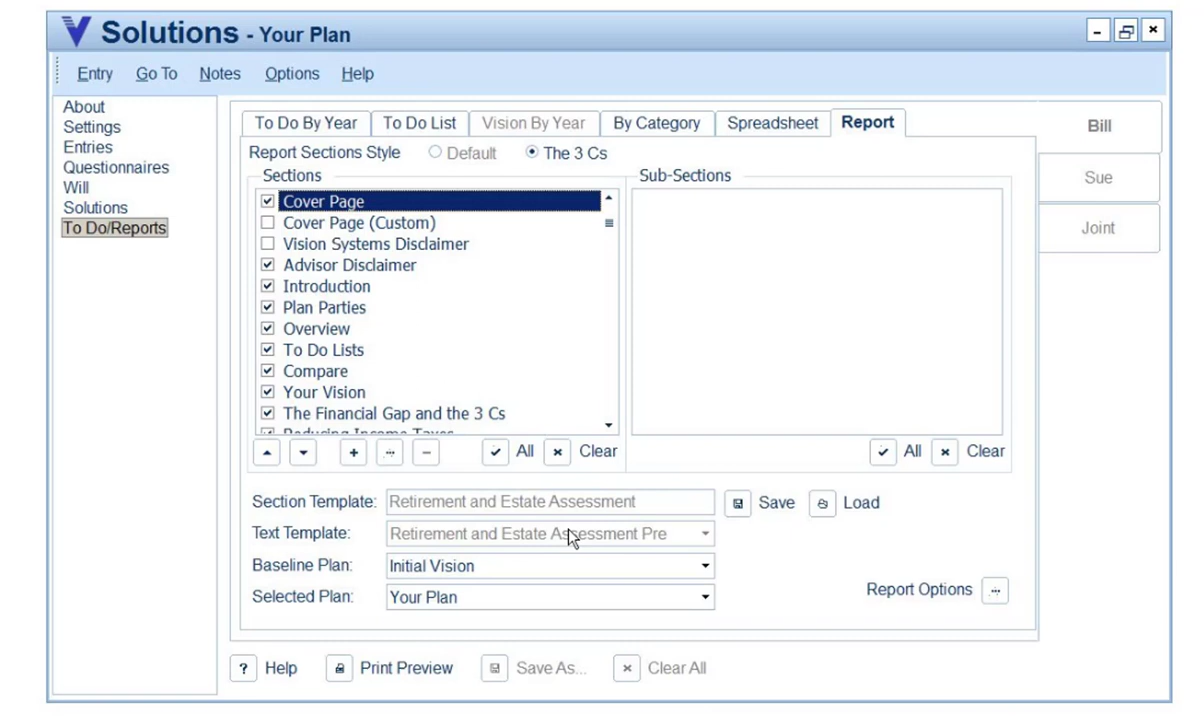 Solutions - Your Plan
Entry Go To Notes Options Help
About
Settings
Entries
Questionnaires
Will
Solutions
To Do/Reports
To Do By Year To Do List Vision By Year By Category Spreadsheet Report
Report Sections Style Default The 3 Cs
Sections
Cover Page
Cover Page (Custom)
Vision Systems Disclaimer
Advisor Disclaimer
Introduction
Plan Parties
Overview
To Do Lists
Compare
Your Vision
The Financial Gap and the 3 Cs
Reducing Income Taxes
All Clear
Sub-Sections
All Clear
Bill
Sue
Joint
Section Template: Retirement and Estate Assessment Save Load
Text Template: Retirement and Estate Assessment Pre
Baseline Plan: Initial Vision
Selected Plan: Your Plan
Report Options
? Help Print Preview Save As... Clear All